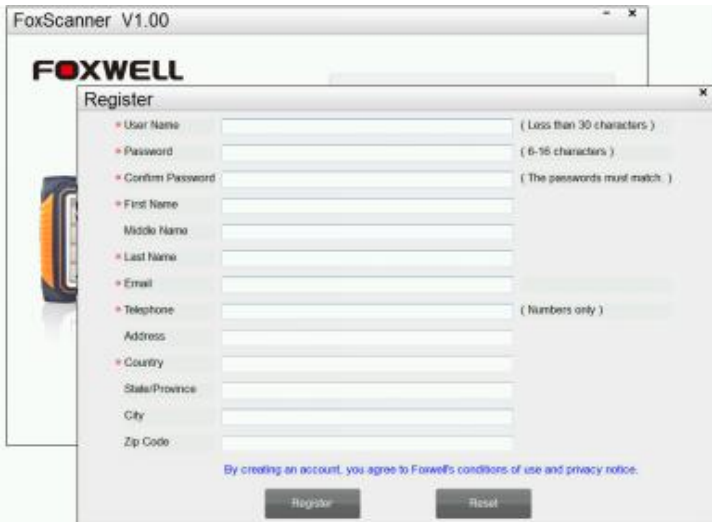 FoxScanner V1.00
FOXWELL
Register
* User Name ( Less than 30 characters )
* Password ( 6-16 characters )
* Confirm Password ( The passwords must match. )
* First Name
Middle Name
* Last Name
* Email
* Telephone ( Numbers only )
Address
* Country
State/Province
City
Zip Code
By creating an account, you agree to Foxwell's conditions of use and privacy notice.
Register Reset